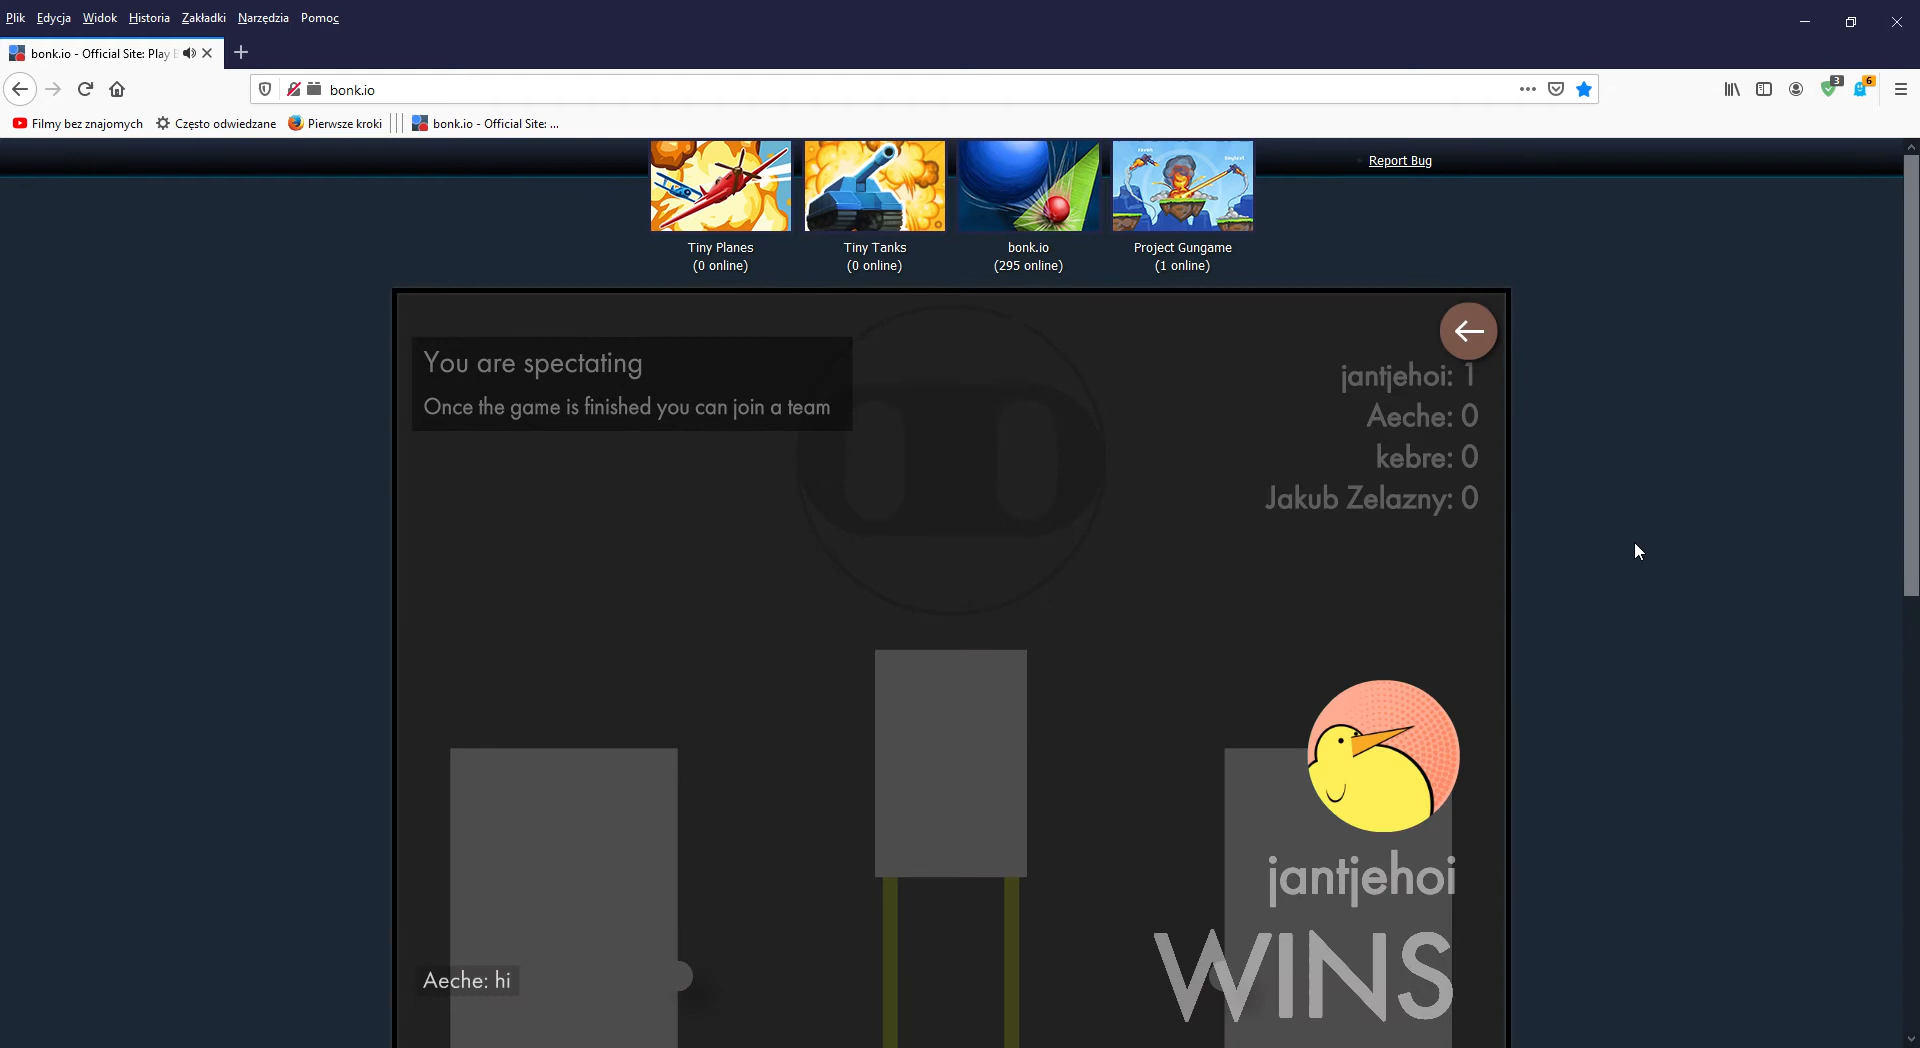 Plik Edycja Widok Historia Zakładki Narzędzia Pomoc
bonk.io - Official Site: Play
bonk.io
3
6
Filmy bez znajomych Często odwiedzane Pierwsze kroki bonk.io - Official Site: ...
Report Bug
Tiny Planes
(0 online)
Tiny Tanks
(0 online)
bonk.io
(295 online)
Project Gungame
(1 online)
You are spectating
Once the game is finished you can join a team
jantjehoi: 1
Aeche: 0
kebre: 0
Jakub Zelazny: 0
jantjehoi
WINS
Aeche: hi